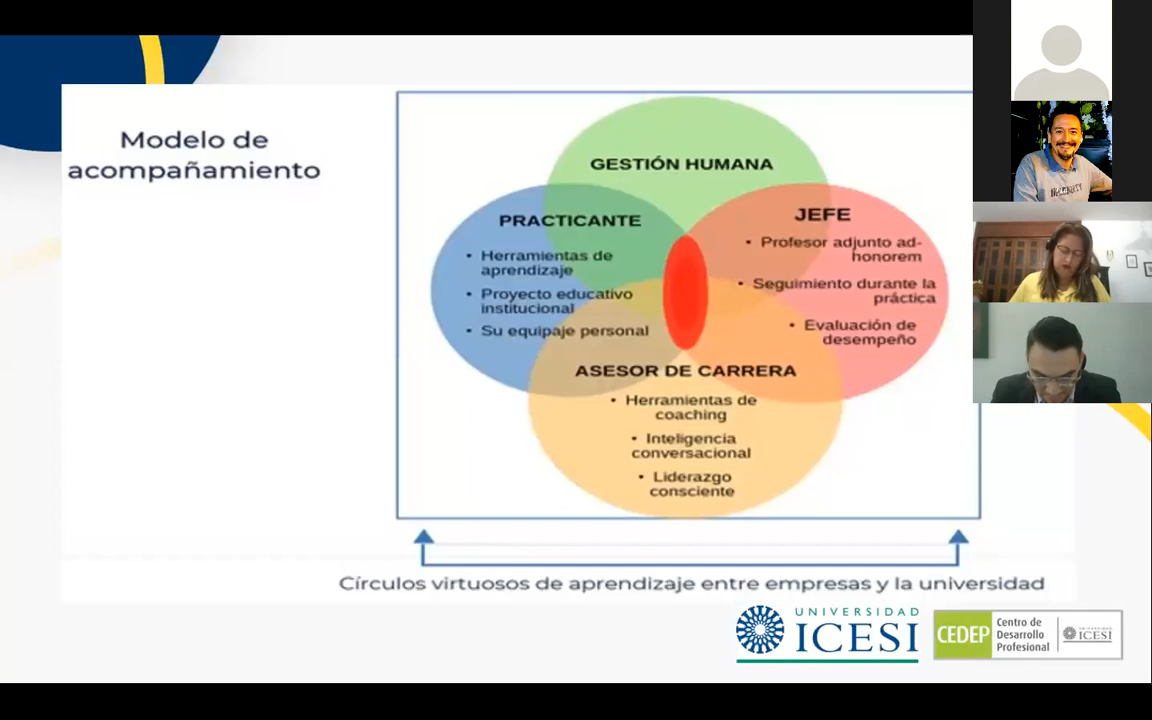 Modelo de
acompañamiento
GESTIÓN HUMANA
PRACTICANTE
• Herramientas de
aprendizaje
• Proyecto educativo
institucional
• Su equipaje personal
JEFE
• Profesor adjunto ad-
honorem
• Seguimiento durante la
práctica
• Evaluación de
desempeño
ASESOR DE CARRERA
• Herramientas de
coaching
• Inteligencia
conversacional
• Liderazgo
consciente
Círculos virtuosos de aprendizaje entre empresas y la universidad
UNIVERSIDAD
ICESI
CEDEP
Centro de
Desarrollo
Profesional
UNIVERSIDAD
ICESI